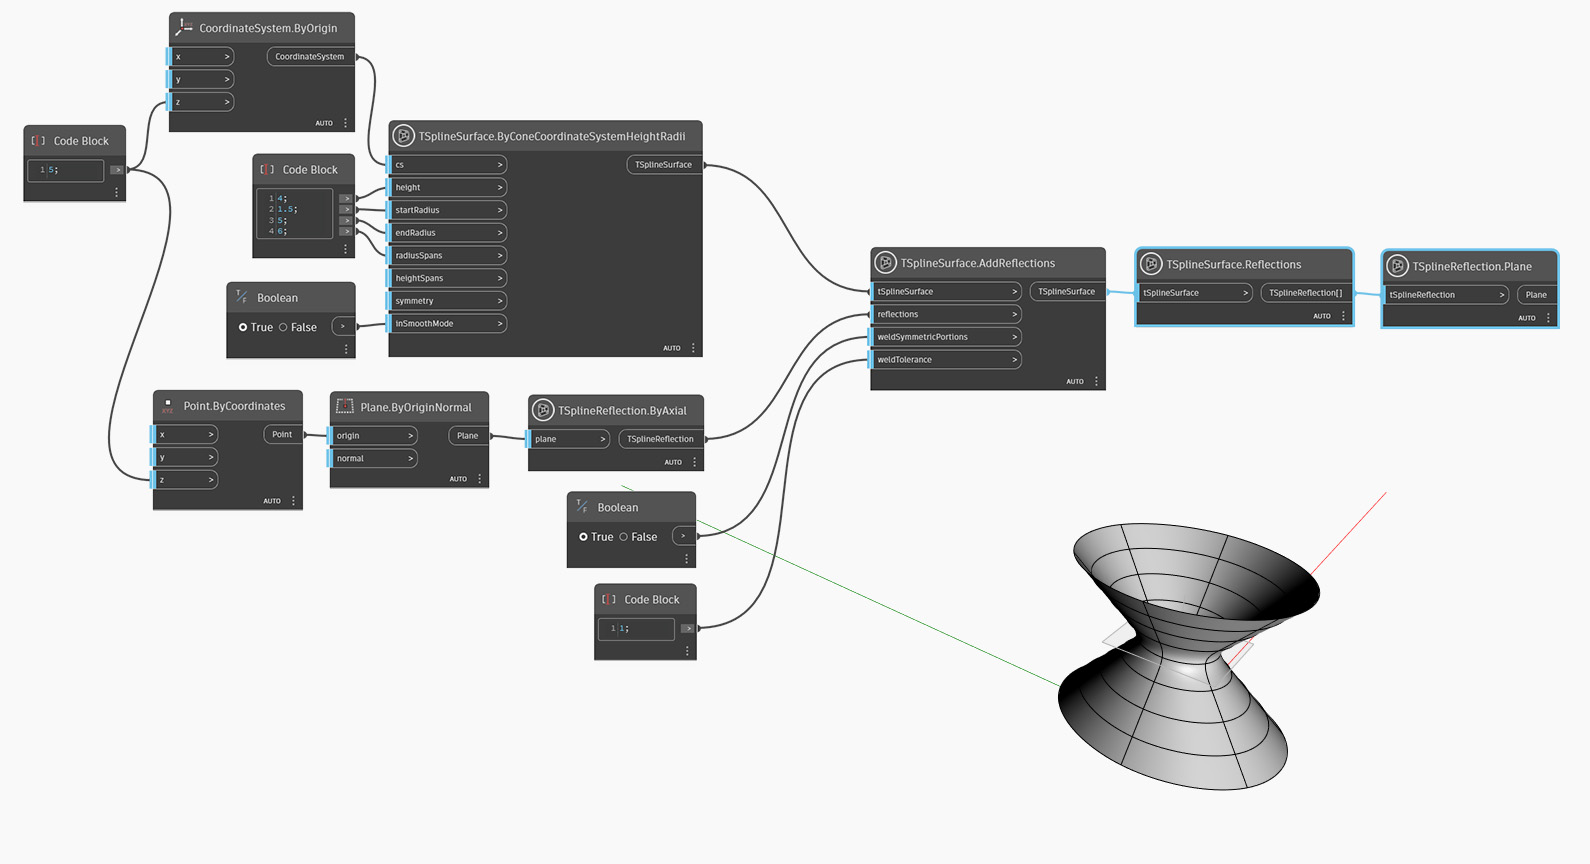 CoordinateSystem.ByOrigin
x >
CoordinateSystem
y >
z >
AUTO
Code Block
1 5;
>
Code Block
1 4;
2 1.5;
3 5;
4 6;
>
>
>
>
Boolean
True False
>
TSplineSurface.ByConeCoordinateSystemHeightRadii
cs >
TSplineSurface
height >
startRadius >
endRadius >
radiusSpans >
heightSpans >
symmetry >
inSmoothMode >
AUTO
Point.ByCoordinates
x >
Point
y >
z >
AUTO
Plane.ByOriginNormal
origin >
Plane
normal >
AUTO
TSplineReflection.ByAxial
plane >
TSplineReflection
AUTO
Boolean
True False
>
Code Block
1 1;
>
TSplineSurface.AddReflections
tSplineSurface >
TSplineSurface
reflections >
weldSymmetricPortions >
weldTolerance >
AUTO
TSplineSurface.Reflections
tSplineSurface >
TSplineReflection[]
AUTO
TSplineReflection.Plane
tSplineReflection >
Plane
AUTO